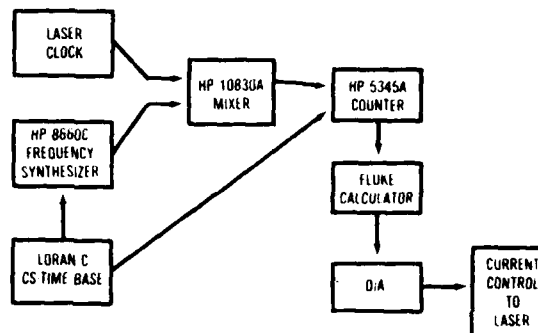 LASER
CLOCK
HP 10830A
MIXER
HP 5345A
COUNTER
HP 8660C
FREQUENCY
SYNTHESIZER
FLUKE
CALCULATOR
LORAN C
CS TIME BASE
D/A
CURRENT
CONTROL
TO
LASER